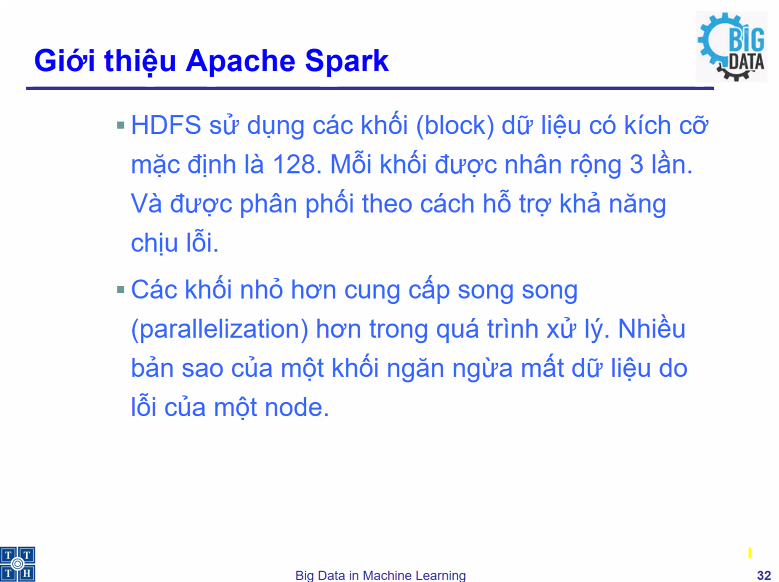 Giới thiệu Apache Spark
BIG
DATA
▪ HDFS sử dụng các khối (block) dữ liệu có kích cỡ
mặc định là 128. Mỗi khối được nhân rộng 3 lần.
Và được phân phối theo cách hỗ trợ khả năng
chịu lỗi.
▪ Các khối nhỏ hơn cung cấp song song
(parallelization) hơn trong quá trình xử lý. Nhiều
bản sao của một khối ngăn ngừa mất dữ liệu do
lỗi của một node.
T T
T H
Big Data in Machine Learning
32